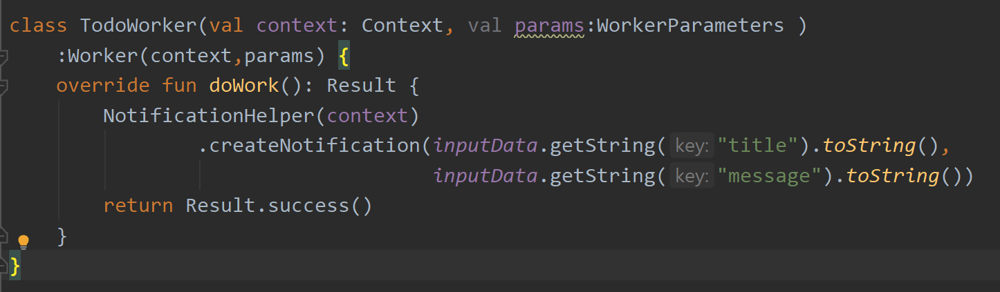 class TodoWorker(val context: Context, val params:WorkerParameters )
:Worker(context,params) {
override fun doWork(): Result {
NotificationHelper(context)
.createNotification(inputData.getString( key: "title").toString(),
inputData.getString( key: "message").toString())
return Result.success()
}
}